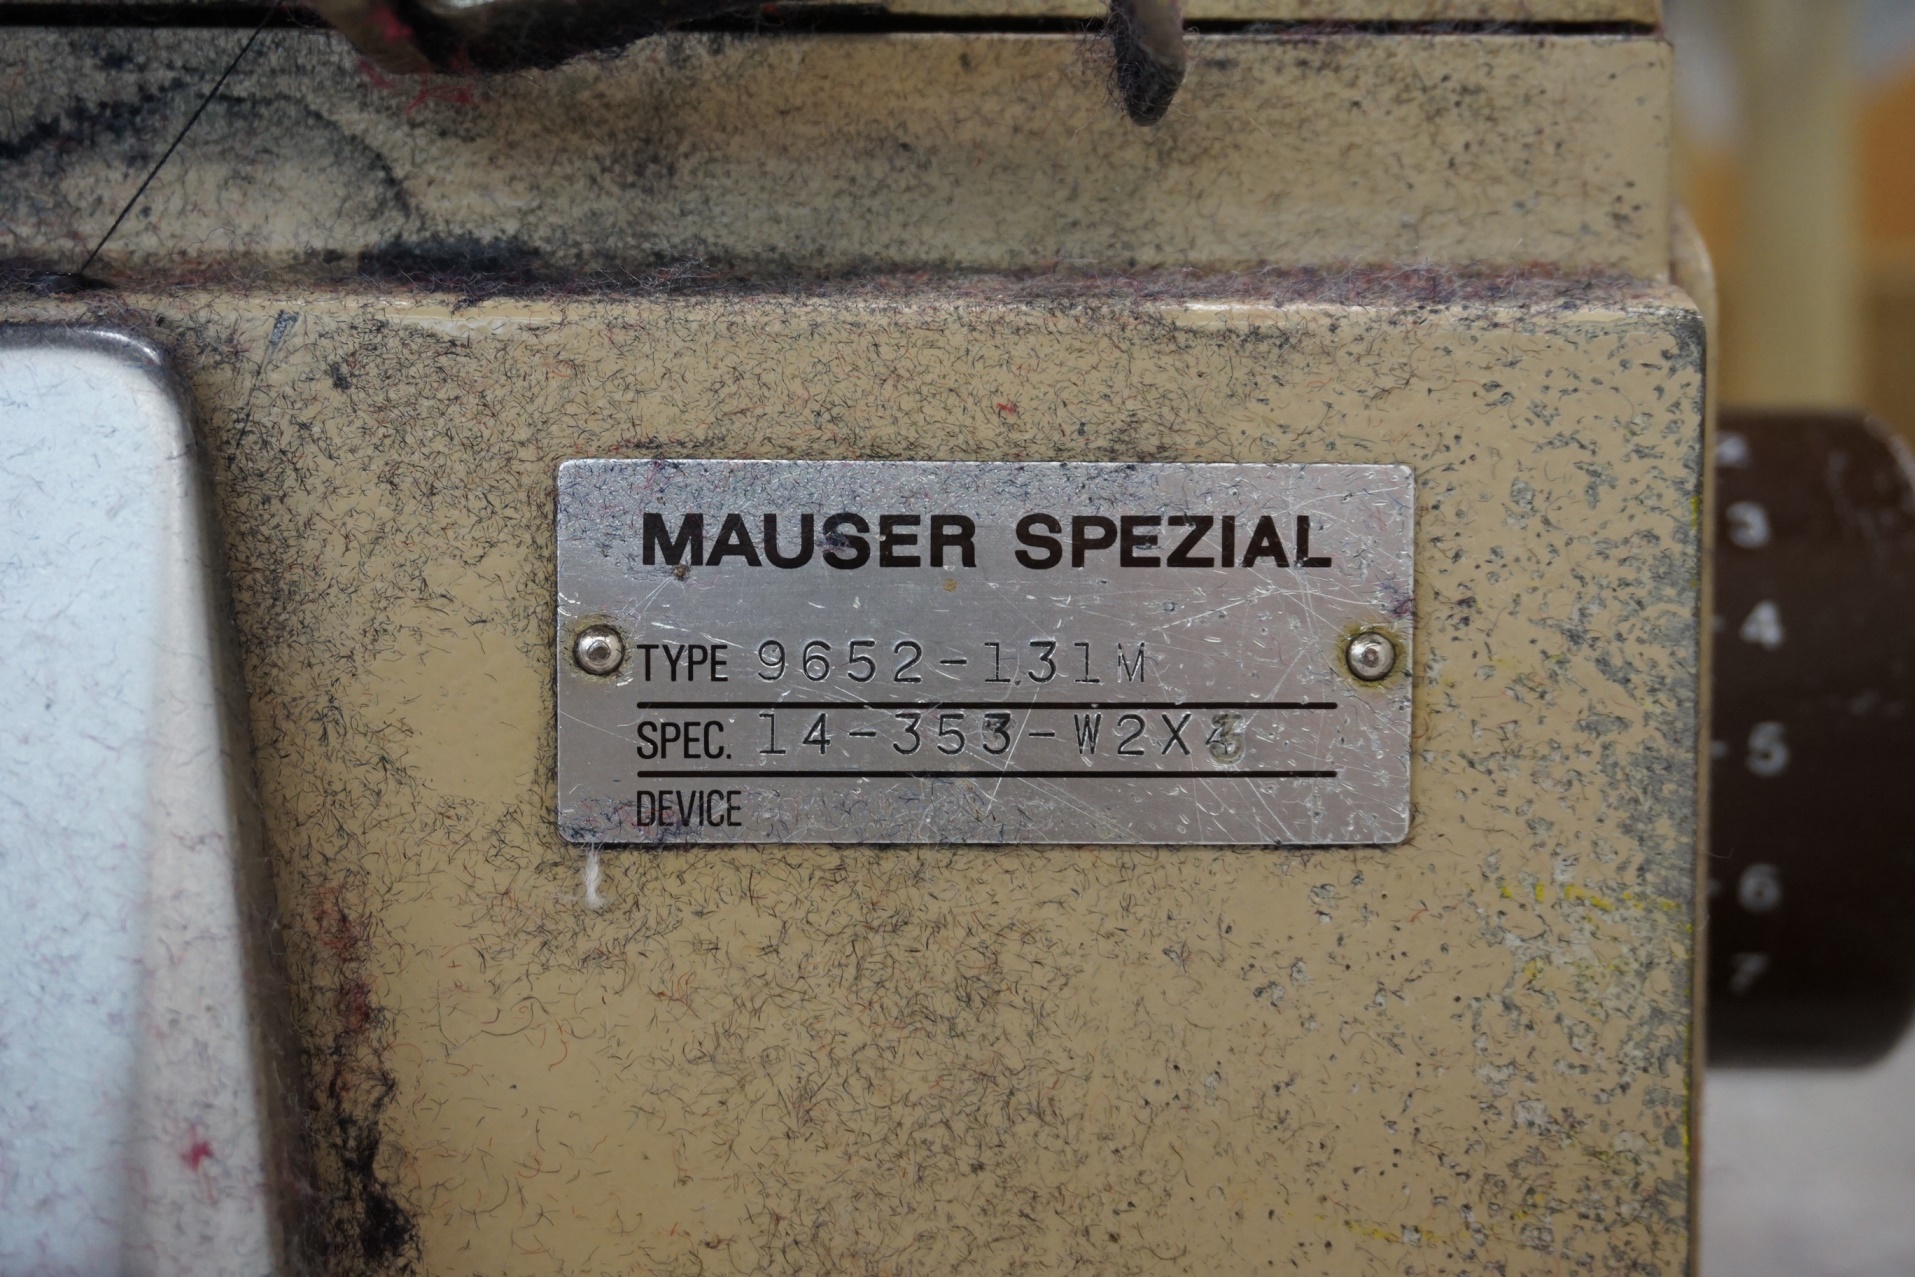 MAUSER SPEZIAL
TYPE 9652-131M
SPEC. 14-353-W2X
DEVICE
3
4
5
6
7